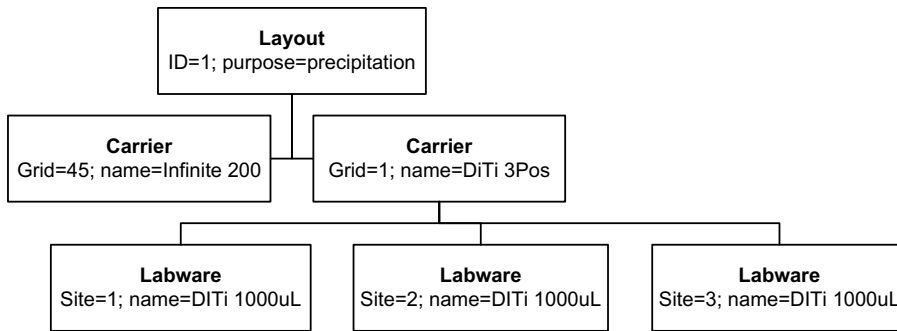 Layout
ID=1; purpose=precipitation
Carrier
Grid=45; name=Infinite 200
Carrier
Grid=1; name=DiTi 3Pos
Labware
Site=1; name=DITi 1000uL
Labware
Site=2; name=DITi 1000uL
Labware
Site=3; name=DITi 1000uL